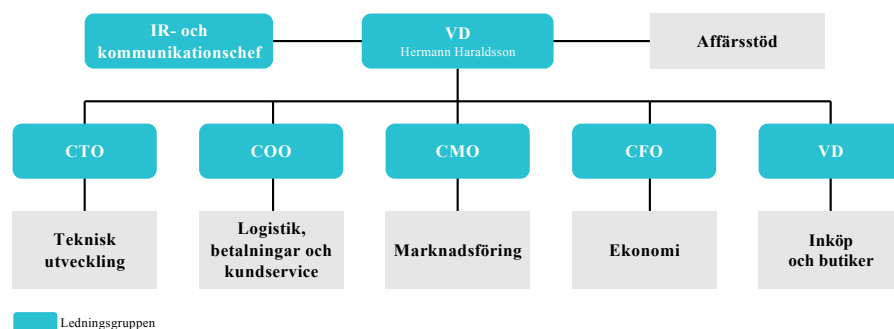 IR- och
kommunikationschef
VD
Hermann Haraldsson
Affärsstöd
CTO
COO
CMO
CFO
VD
Teknisk
utveckling
Logistik,
betalningar och
kundservice
Marknadsföring
Ekonomi
Inköp
och butiker
Ledningsgruppen